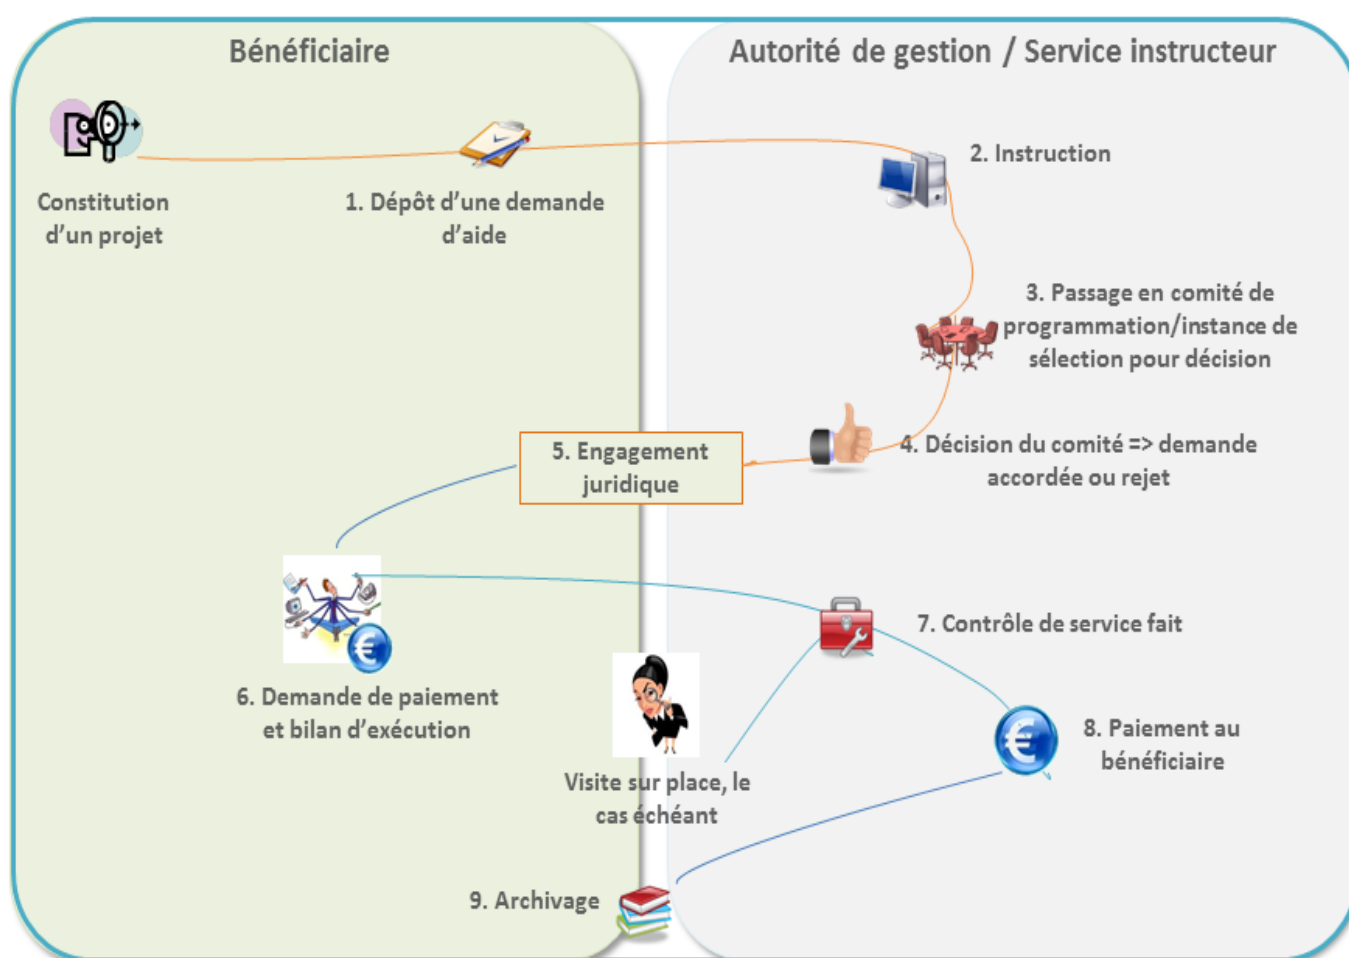 Bénéficiaire
Autorité de gestion / Service instructeur
Constitution
d’un projet
1. Dépôt d’une demande
d’aide
2. Instruction
3. Passage en comité de
programmation/instance de
sélection pour décision
4. Décision du comité => demande
accordée ou rejet
5. Engagement
juridique
6. Demande de paiement
et bilan d’exécution
7. Contrôle de service fait
Visite sur place, le
cas échéant
8. Paiement au
bénéficiaire
9. Archivage